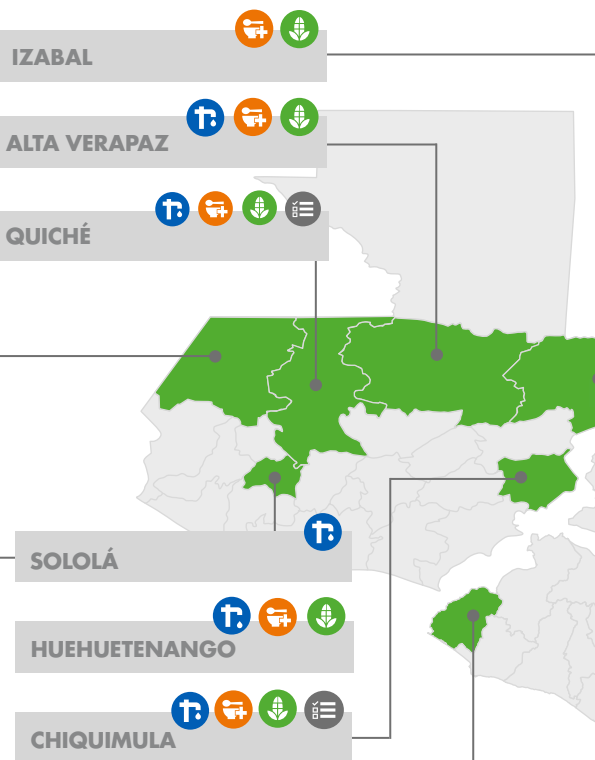 IZABAL
ALTA VERAPAZ
QUICHÉ
SOLOLÁ
HUEHUETENANGO
CHIQUIMULA